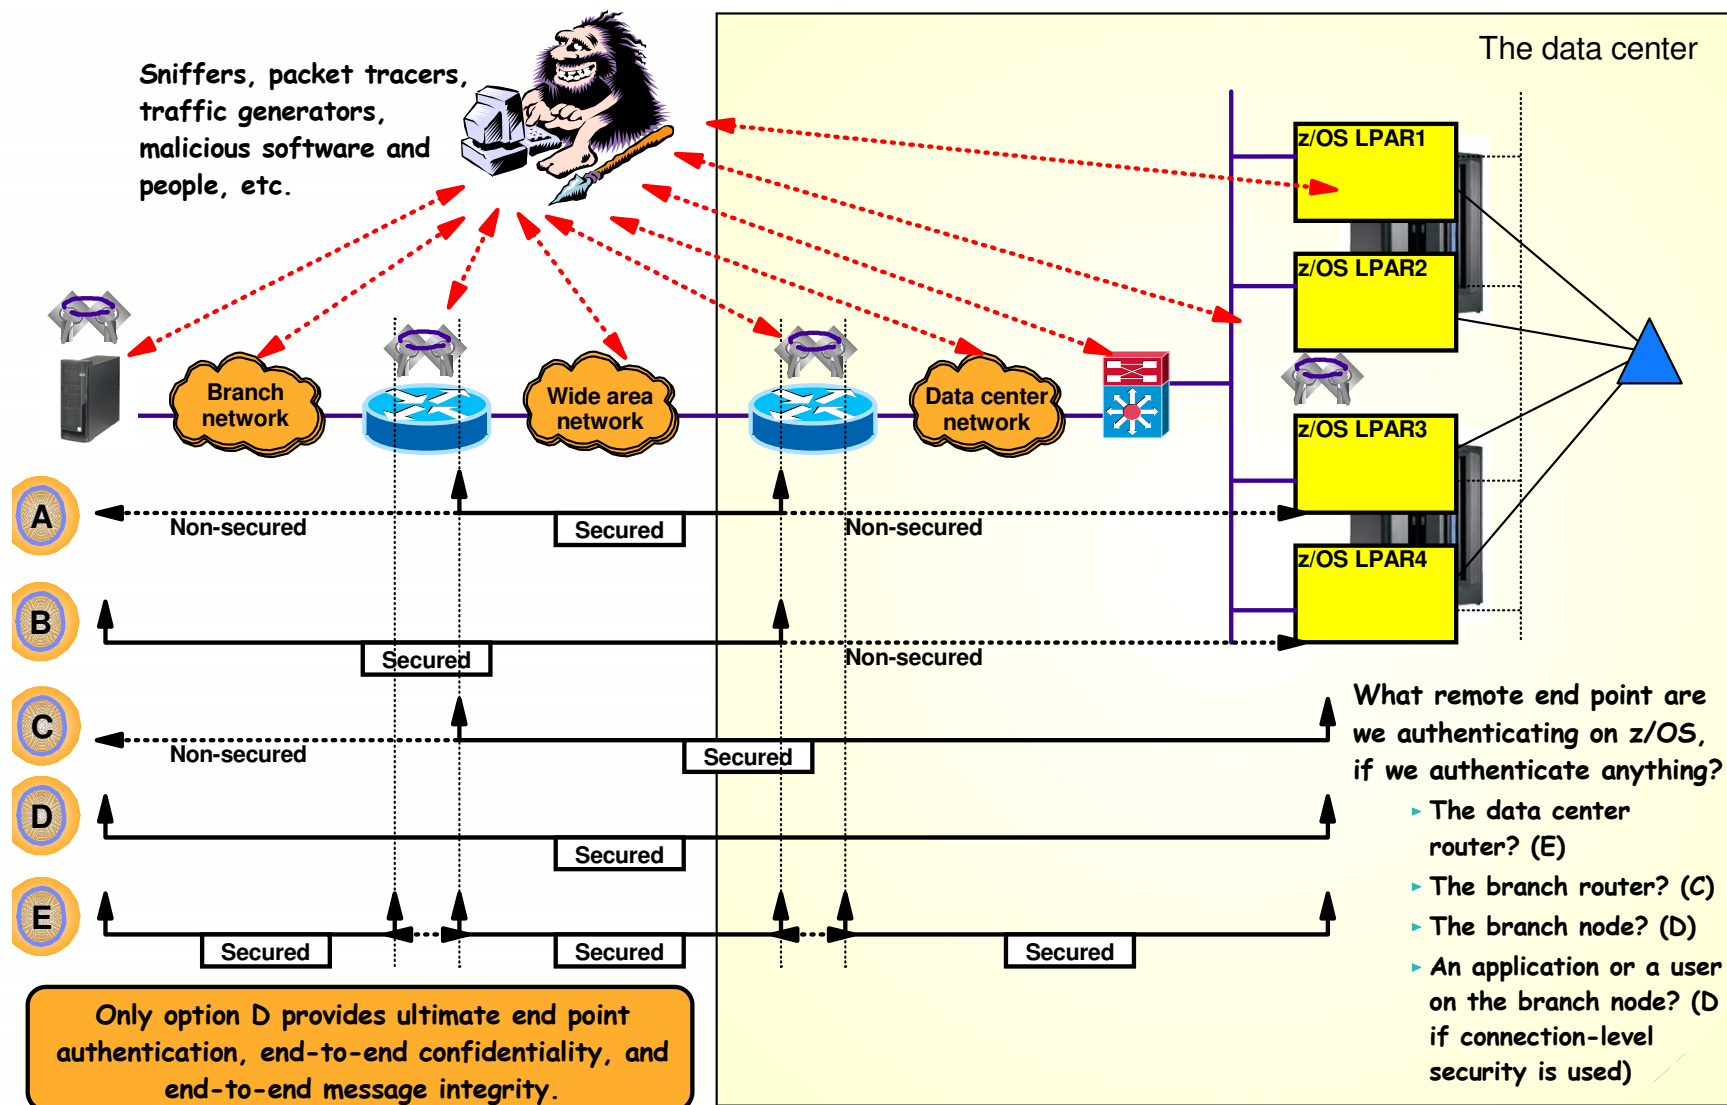 The data center
Sniffers, packet tracers,
traffic generators,
malicious software and
people, etc.
z/OS LPAR1
z/OS LPAR2
Branch
network
Wide area
network
Data center
network
z/OS LPAR3
z/OS LPAR4
A
Non-secured
Secured
Non-secured
B
Secured
Non-secured
C
Non-secured
Secured
D
Secured
E
Secured
Secured
Secured
What remote end point are
we authenticating on z/OS,
if we authenticate anything?
The data center
router? (E)
The branch router? (C)
The branch node? (D)
An application or a user
on the branch node? (D
if connection-level
security is used)
Only option D provides ultimate end point
authentication, end-to-end confidentiality, and
end-to-end message integrity.